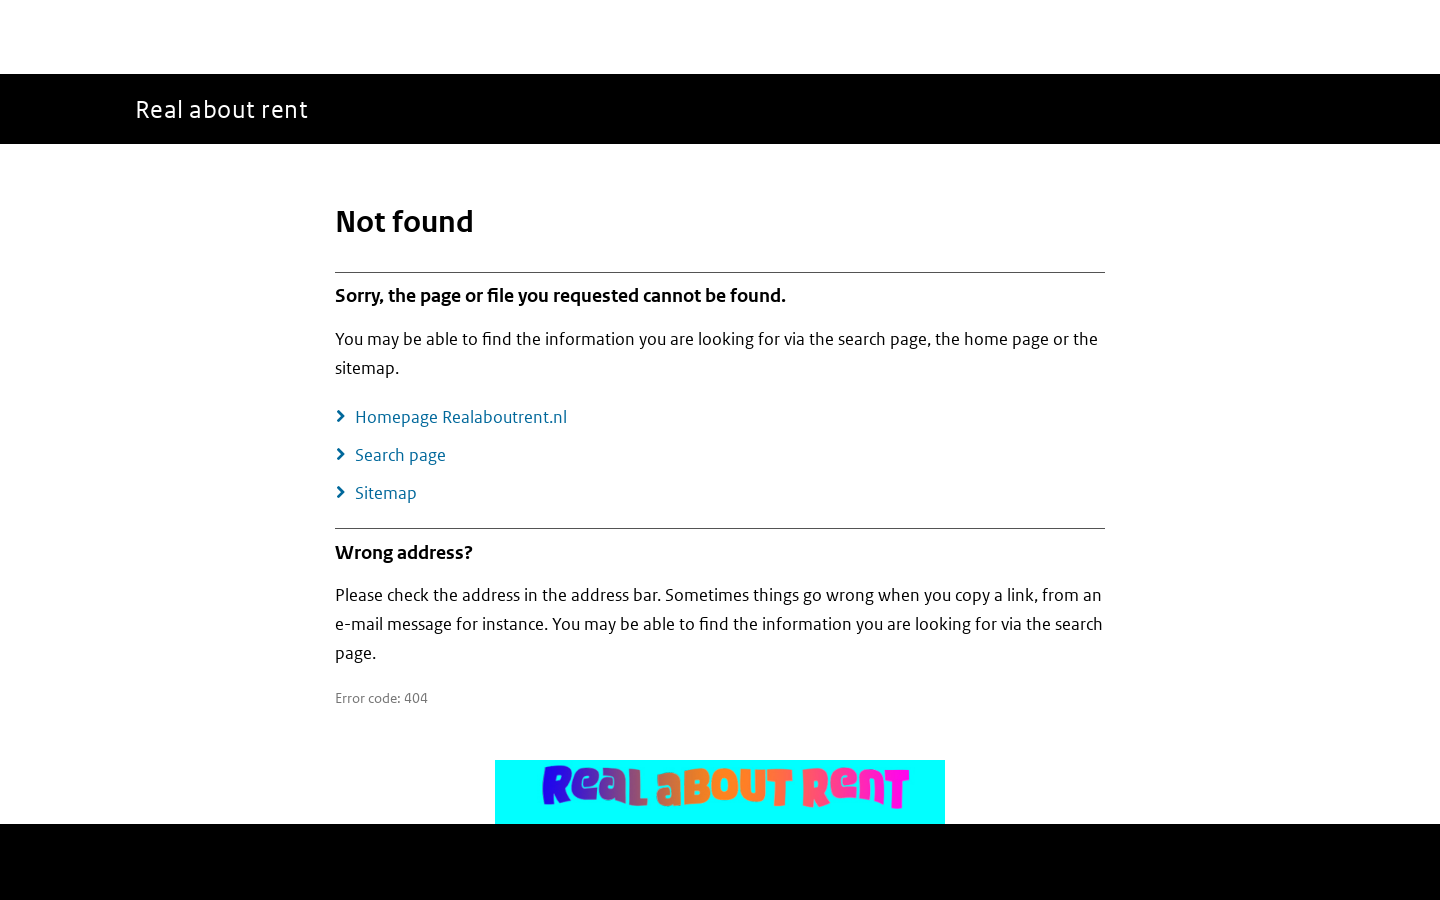 Real about rent
Not found
Sorry, the page or file you requested cannot be found.
You may be able to find the information you are looking for via the search page, the home page or the
sitemap.
Homepage Realaboutrent.nl
Search page
Sitemap
Wrong address?
Please check the address in the address bar. Sometimes things go wrong when you copy a link, from an
e-mail message for instance. You may be able to find the information you are looking for via the search
page.
Error code: 404
Real aBOUT RenT